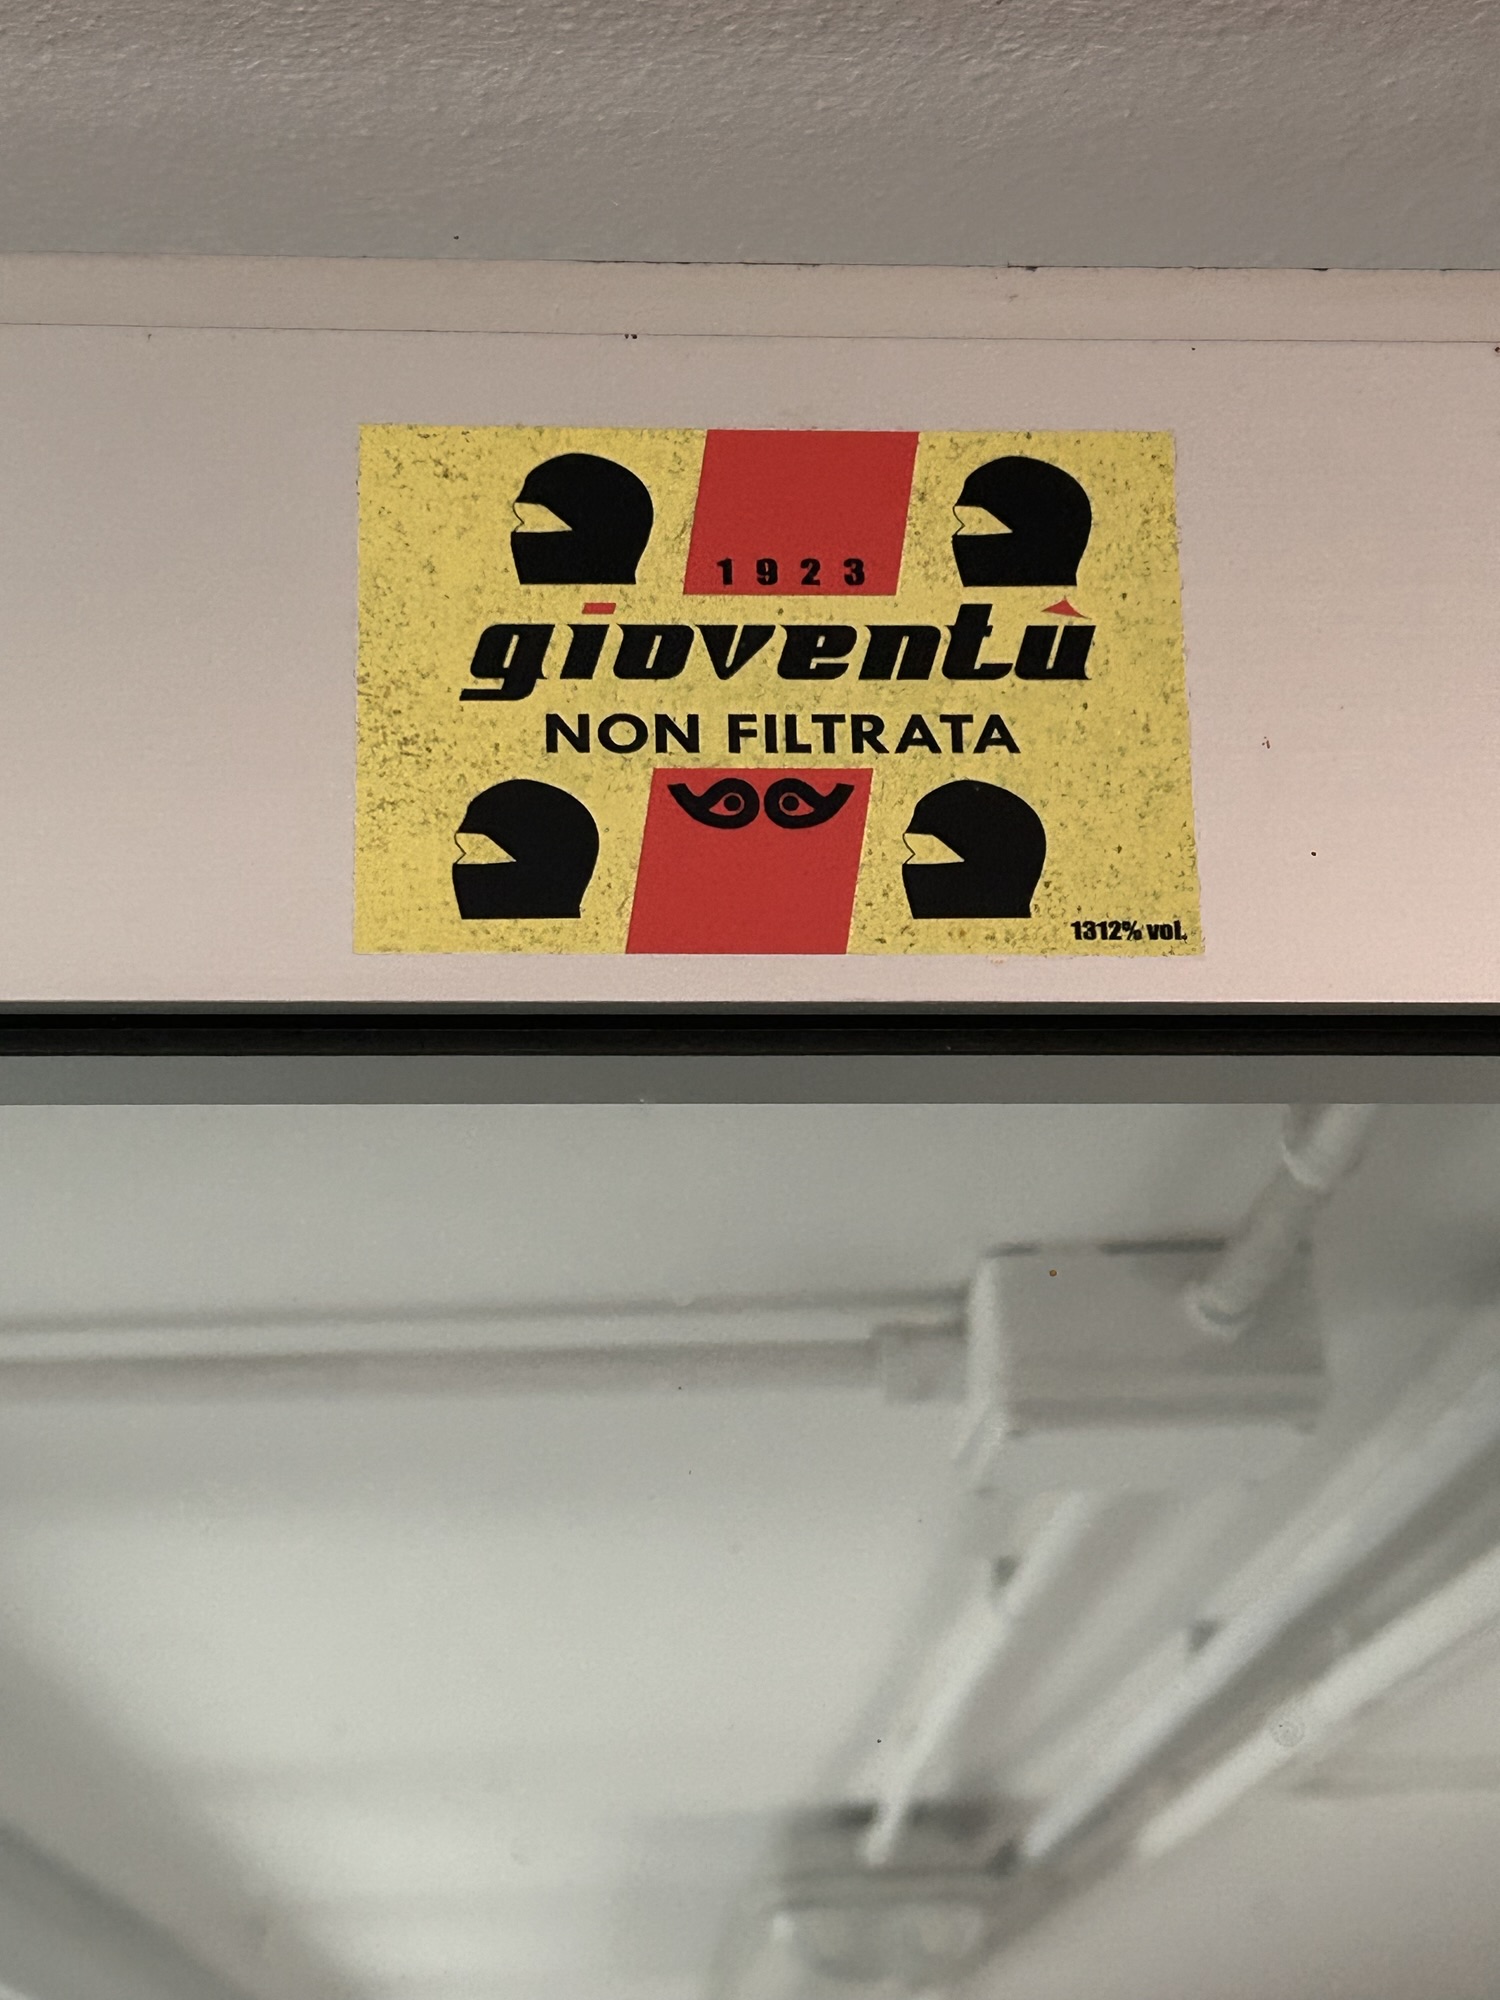 1923
gioventù
NON FILTRATA
1312% vol.